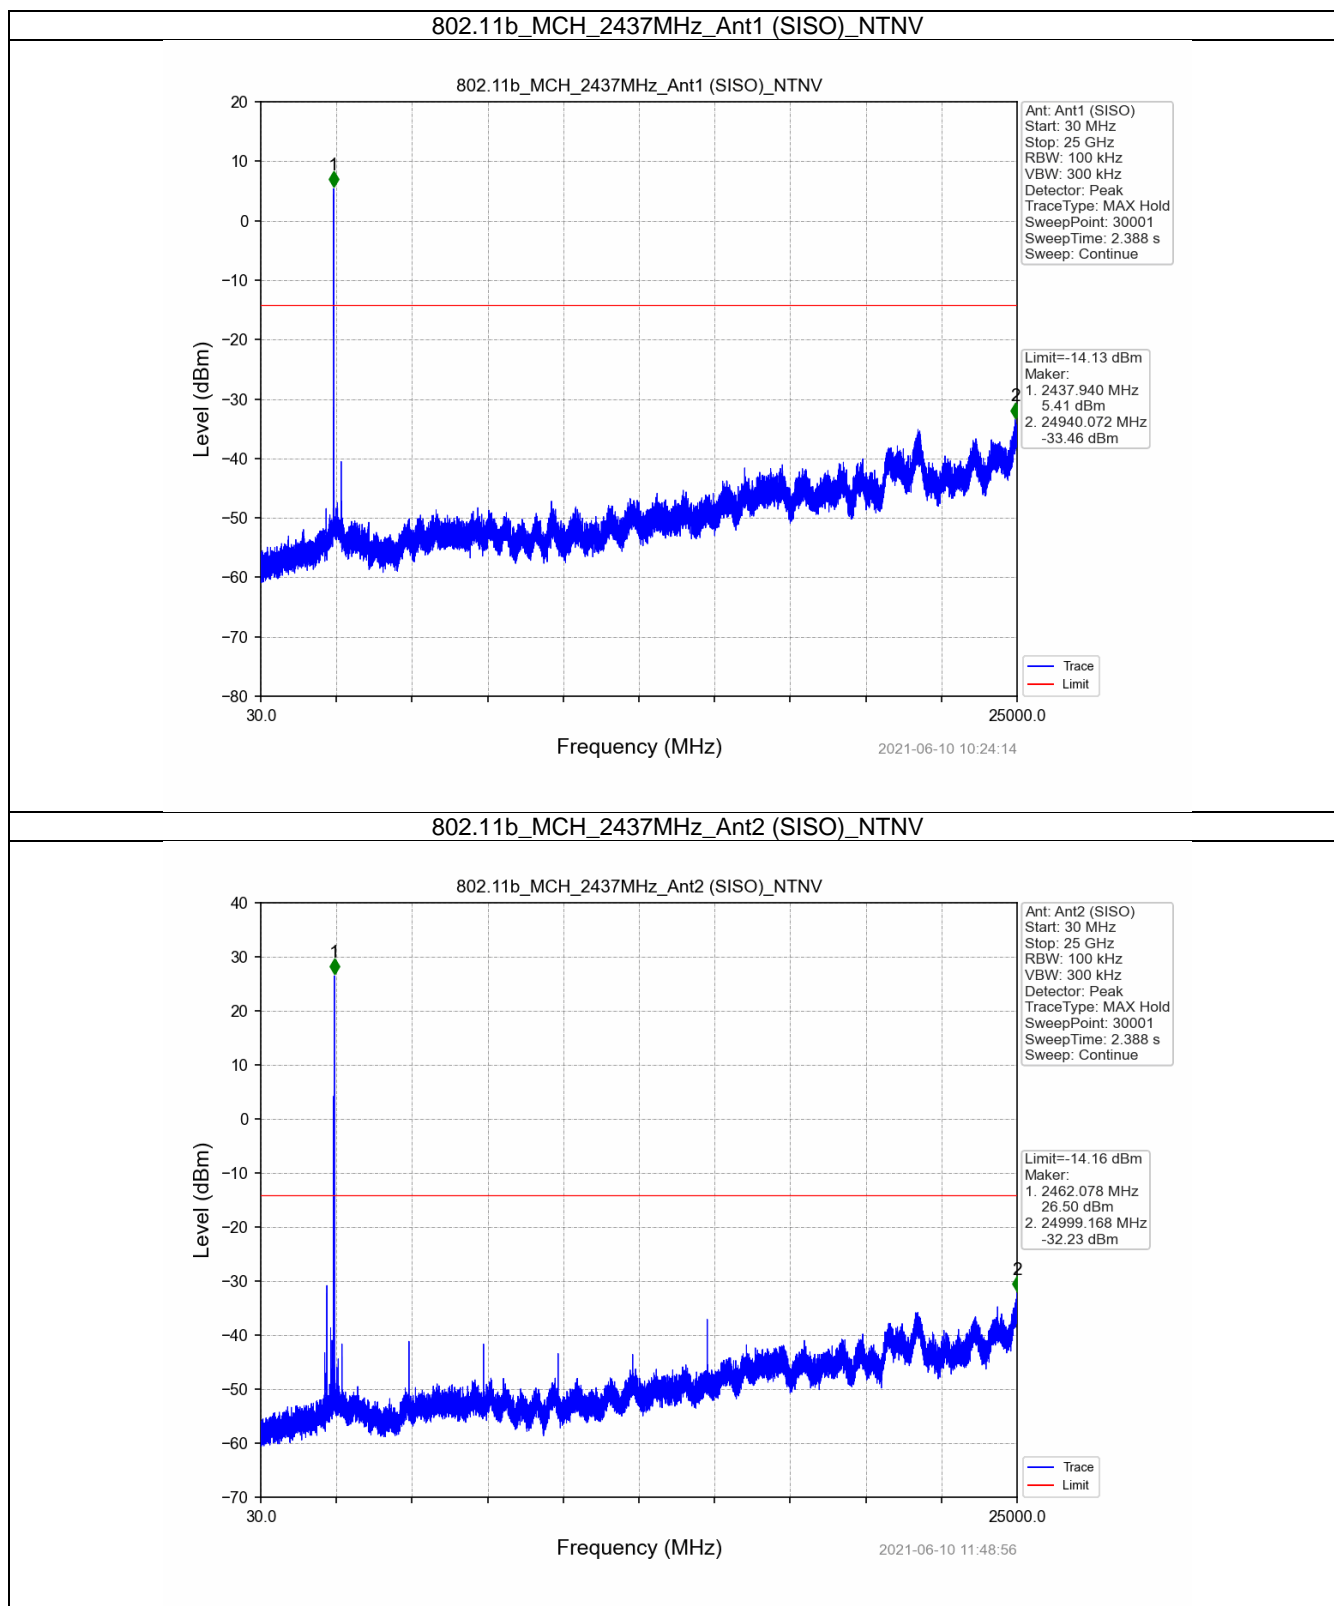 802.11b_MCH_2437MHz_Ant1 (SISO)_NTNV
802.11b_MCH_2437MHz_Ant1 (SISO)_NTNV
20
10
0
−10
−20
−30
−40
−50
−60
−70
−80
Level (dBm)
1
2
30.0
25000.0
Frequency (MHz)
2021-06-10 10:24:14
Ant: Ant1 (SISO)
Start: 30 MHz
Stop: 25 GHz
RBW: 100 kHz
VBW: 300 kHz
Detector: Peak
TraceType: MAX Hold
SweepPoint: 30001
SweepTime: 2.388 s
Sweep: Continue
Limit=-14.13 dBm
Maker:
1. 2437.940 MHz
5.41 dBm
2. 24940.072 MHz
-33.46 dBm
Trace
Limit
802.11b_MCH_2437MHz_Ant2 (SISO)_NTNV
802.11b_MCH_2437MHz_Ant2 (SISO)_NTNV
40
30
20
10
0
−10
−20
−30
−40
−50
−60
−70
Level (dBm)
1
2
30.0
25000.0
Frequency (MHz)
2021-06-10 11:48:56
Ant: Ant2 (SISO)
Start: 30 MHz
Stop: 25 GHz
RBW: 100 kHz
VBW: 300 kHz
Detector: Peak
TraceType: MAX Hold
SweepPoint: 30001
SweepTime: 2.388 s
Sweep: Continue
Limit=-14.16 dBm
Maker:
1. 2462.078 MHz
26.50 dBm
2. 24999.168 MHz
-32.23 dBm
Trace
Limit